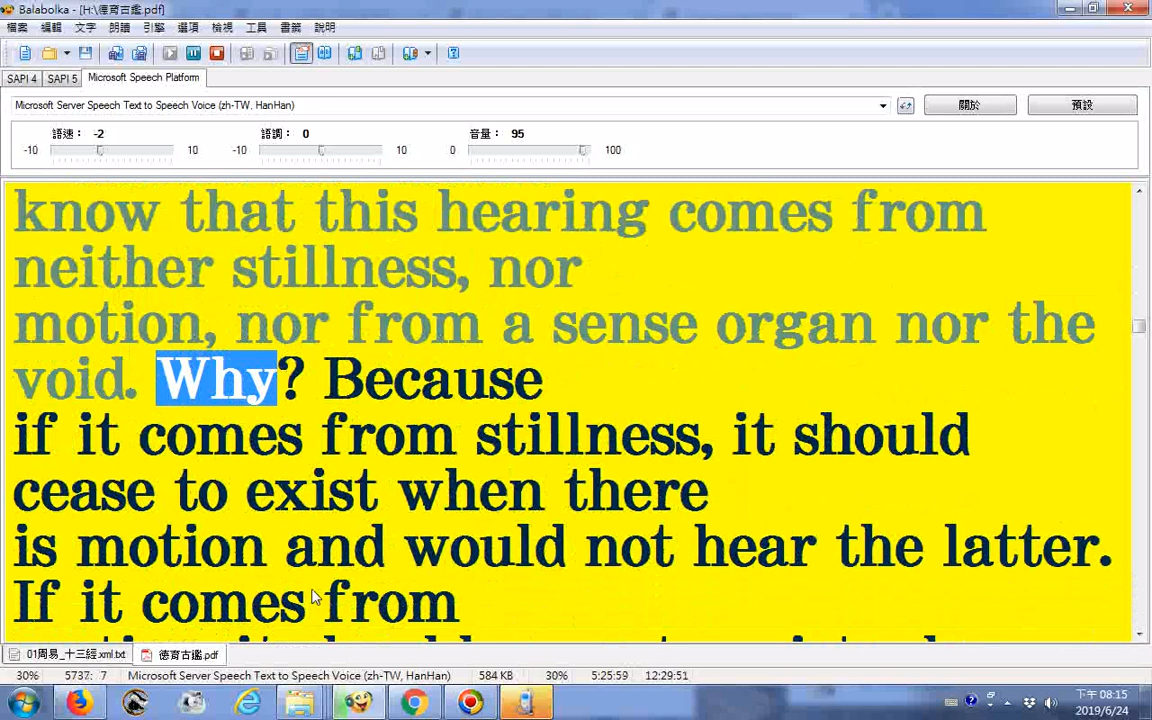 Balabolka - [H:\德育古鑑.pdf]
檔案 編輯 文字 朗讀 引擎 選項 檢視 工具 書籤 說明
SAPI 4 SAPI 5 Microsoft Speech Platform
Microsoft Server Speech Text to Speech Voice (zh-TW, HanHan)
關於 預設
語速： -2 語調： 0 音量： 95
-10 10 -10 10 0 100
know that this hearing comes from
neither stillness, nor
motion, nor from a sense organ nor the
void. Why? Because
if it comes from stillness, it should
cease to exist when there
is motion and would not hear the latter.
If it comes from
01周易_十三經.xml.txt 德育古鑑.pdf
30% 5737: 7 Microsoft Server Speech Text to Speech Voice (zh-TW, HanHan) 584 KB 30% 5:25:59 12:29:51
下午 08:15
2019/6/24